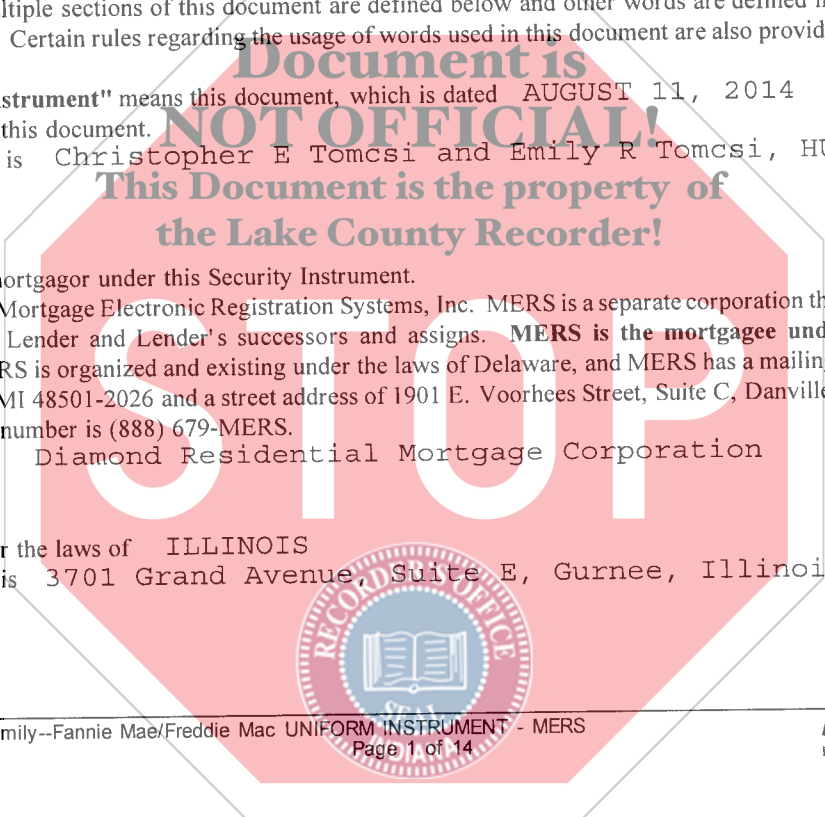 ltiple sections of this document are defined below and other words are defined i
Certain rules regarding the usage of words used in this document are also provid
Document is
strument" means this document, which is dated AUGUST 11, 2014
NOT OFFICIAL!
this document.
is Christopher E Tomcsi and Emily R Tomcsi, HU
This Document is the property of
the Lake County Recorder!
ortgagor under this Security Instrument.
Mortgage Electronic Registration Systems, Inc. MERS is a separate corporation th
Lender and Lender's successors and assigns. MERS is the mortgagee und
RS is organized and existing under the laws of Delaware, and MERS has a mailing
MI 48501-2026 and a street address of 1901 E. Voorhees Street, Suite C, Danville
number is (888) 679-MERS.
STOP
Diamond Residential Mortgage Corporation
r the laws of ILLINOIS
is 3701 Grand Avenue, Suite E, Gurnee, Illinoi
RECORDER'S OFFICE
SEAL
INDIANA
mily--Fannie Mae/Freddie Mac UNIFORM INSTRUMENT - MERS
Page 1 of 14